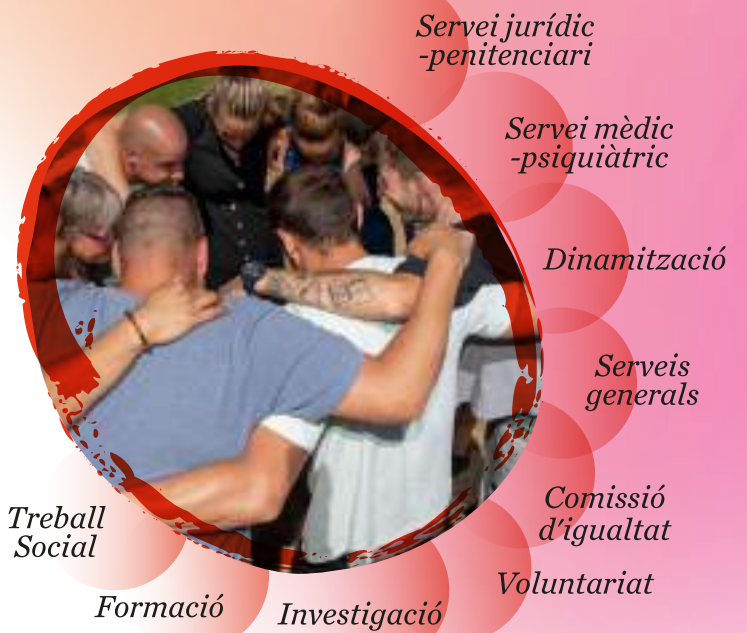 Servei jurídic
-penitenciari
Servei mèdic
-psiquiàtric
Dinamització
Serveis
generals
Comissió
d'igualtat
Voluntariat
Investigació
Formació
Treball
Social